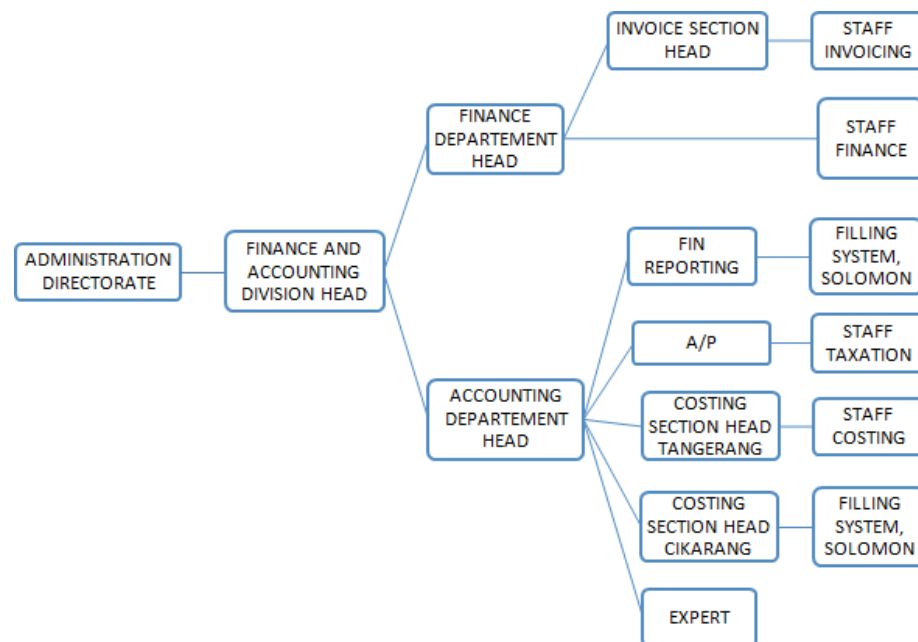 INVOICE SECTION
HEAD
STAFF
INVOICING
FINANCE
DEPARTEMENT
HEAD
STAFF
FINANCE
ADMINISTRATION
DIRECTORATE
FINANCE AND
ACCOUNTING
DIVISION HEAD
FIN
REPORTING
FILLING
SYSTEM,
SOLOMON
A/P
STAFF
TAXATION
ACCOUNTING
DEPARTEMENT
HEAD
COSTING
SECTION HEAD
TANGERANG
STAFF
COSTING
COSTING
SECTION HEAD
CIKARANG
FILLING
SYSTEM,
SOLOMON
EXPERT